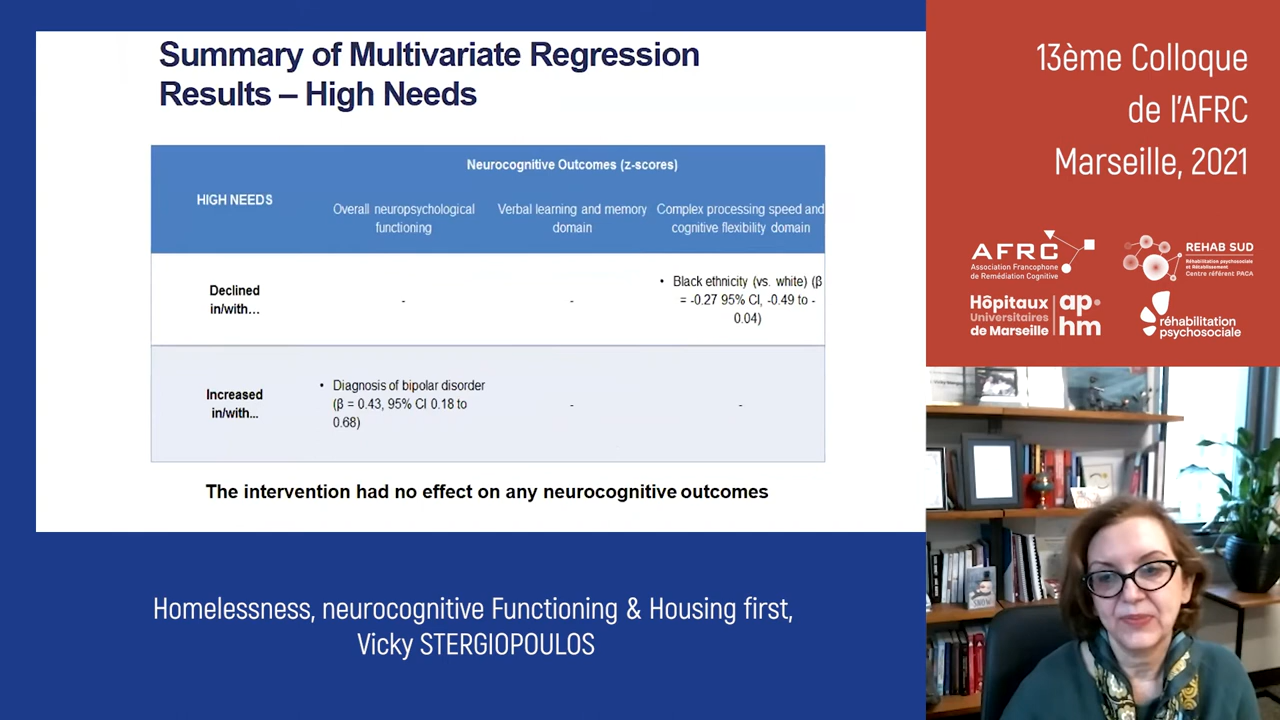 Summary of Multivariate Regression
Results – High Needs
HIGH NEEDS
Neurocognitive Outcomes (z-scores)
Overall neuropsychological
functioning
Verbal learning and memory
domain
Complex processing speed and
cognitive flexibility domain
Declined
in/with…
-
-
• Black ethnicity (vs. white) (β
= -0.27 95% CI, -0.49 to -
0.04)
Increased
in/with...
• Diagnosis of bipolar disorder
(β = 0.43, 95% CI 0.18 to
0.68)
-
-
The intervention had no effect on any neurocognitive outcomes
Homelessness, neurocognitive Functioning & Housing first,
Vicky STERGIOPOULOS
13ème Colloque
de l'AFRC
Marseille, 2021
AFRC
Association Francophone
de Remédiation Cognitive
REHAB SUD
Réhabilitation psychosociale
et Rétablissement
Centre référent PACA
Hôpitaux
Universitaires
de Marseille
ap·
hm
réhabilitation
psychosociale
SNOW